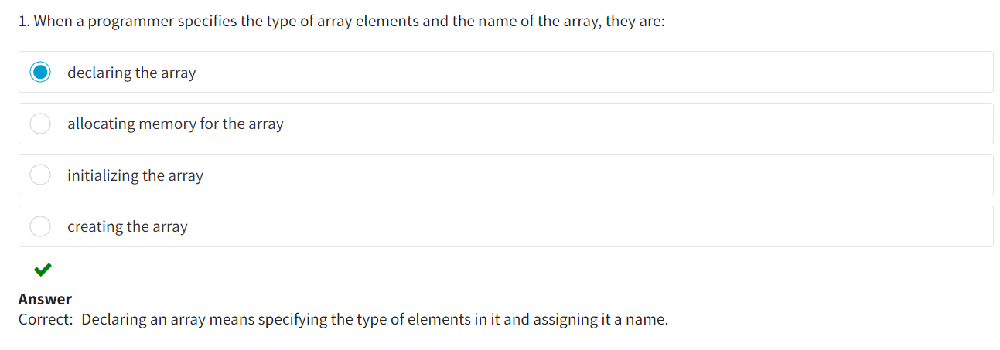 1. When a programmer specifies the type of array elements and the name of the array, they are:
declaring the array
allocating memory for the array
initializing the array
creating the array
Answer
Correct:  Declaring an array means specifying the type of elements in it and assigning it a name.